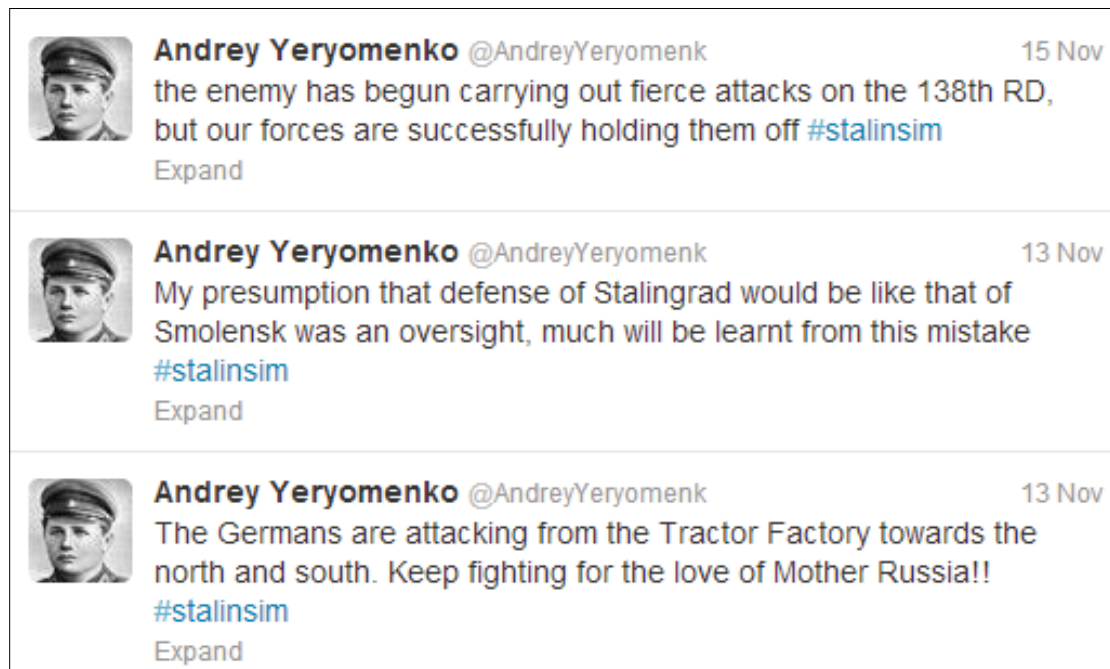 Andrey Yeryomenko @AndreyYeryomenk 15 Nov
the enemy has begun carrying out fierce attacks on the 138th RD,
but our forces are successfully holding them off #stalinsim
Expand
Andrey Yeryomenko @AndreyYeryomenk 13 Nov
My presumption that defense of Stalingrad would be like that of
Smolensk was an oversight, much will be learnt from this mistake
#stalinsim
Expand
Andrey Yeryomenko @AndreyYeryomenk 13 Nov
The Germans are attacking from the Tractor Factory towards the
north and south. Keep fighting for the love of Mother Russia!!
#stalinsim
Expand